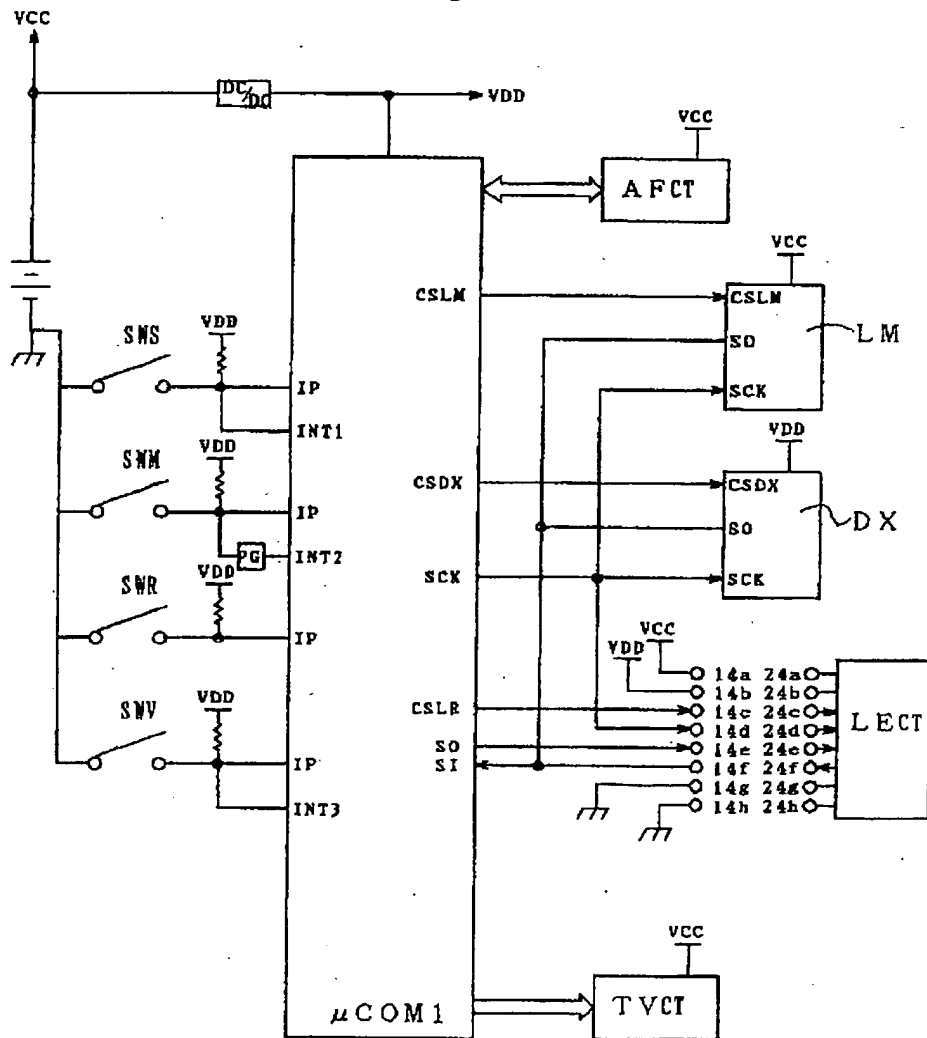 VCC
DC/DC
VDD
VCC
AFCT
VCC
CSLM
CSLM
SO
LM
SCK
SWS
VDD
IP
INT1
VDD
SWM
VDD
CSDX
CSDX
IP
SO
DX
PG
INT2
SCK
SCK
VDD
SWR
IP
VCC
VDD
14a 24a
14b 24b
CSLR
14c 24c
14d 24d
LECT
SO
14e 24e
SI
14f 24f
14g 24g
14h 24h
VDD
SWV
IP
INT3
VCC
μCOM1
TVCT